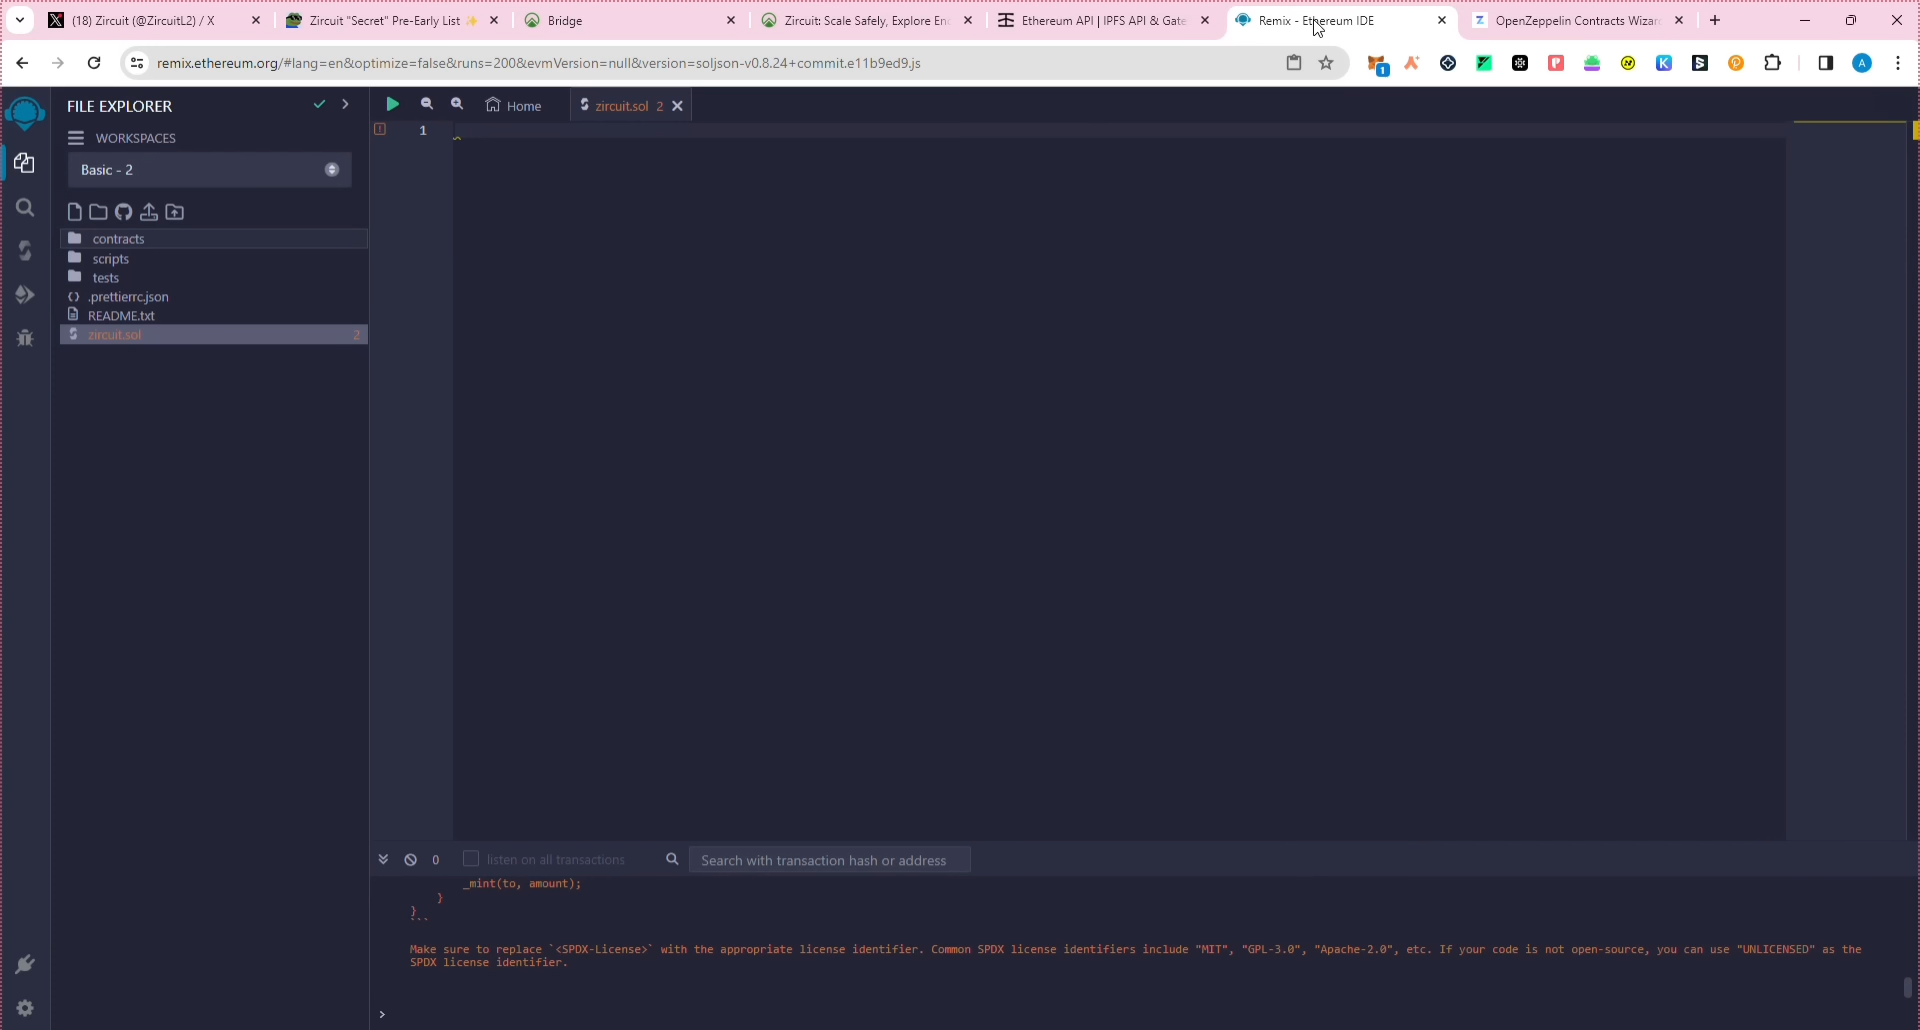 (18) Zircuit (@ZircuitL2) / X
Zircuit "Secret" Pre-Early List ✨
Bridge
Zircuit: Scale Safely, Explore En
Ethereum API | IPFS API & Gate
Remix - Ethereum IDE
OpenZeppelin Contracts Wizar
remix.ethereum.org/#lang=en&optimize=false&runs=200&evmVersion=null&version=soljson-v0.8.24+commit.e11b9ed9.js
1
A
FILE EXPLORER
Home
zircuit.sol 2
WORKSPACES
1
Basic - 2
contracts
scripts
tests
.prettierrc.json
README.txt
zircuit.sol 2
0
listen on all transactions
Search with transaction hash or address
_mint(to, amount);
}
}
```
Make sure to replace `<SPDX-License>` with the appropriate license identifier. Common SPDX license identifiers include "MIT", "GPL-3.0", "Apache-2.0", etc. If your code is not open-source, you can use "UNLICENSED" as the
SPDX license identifier.
>